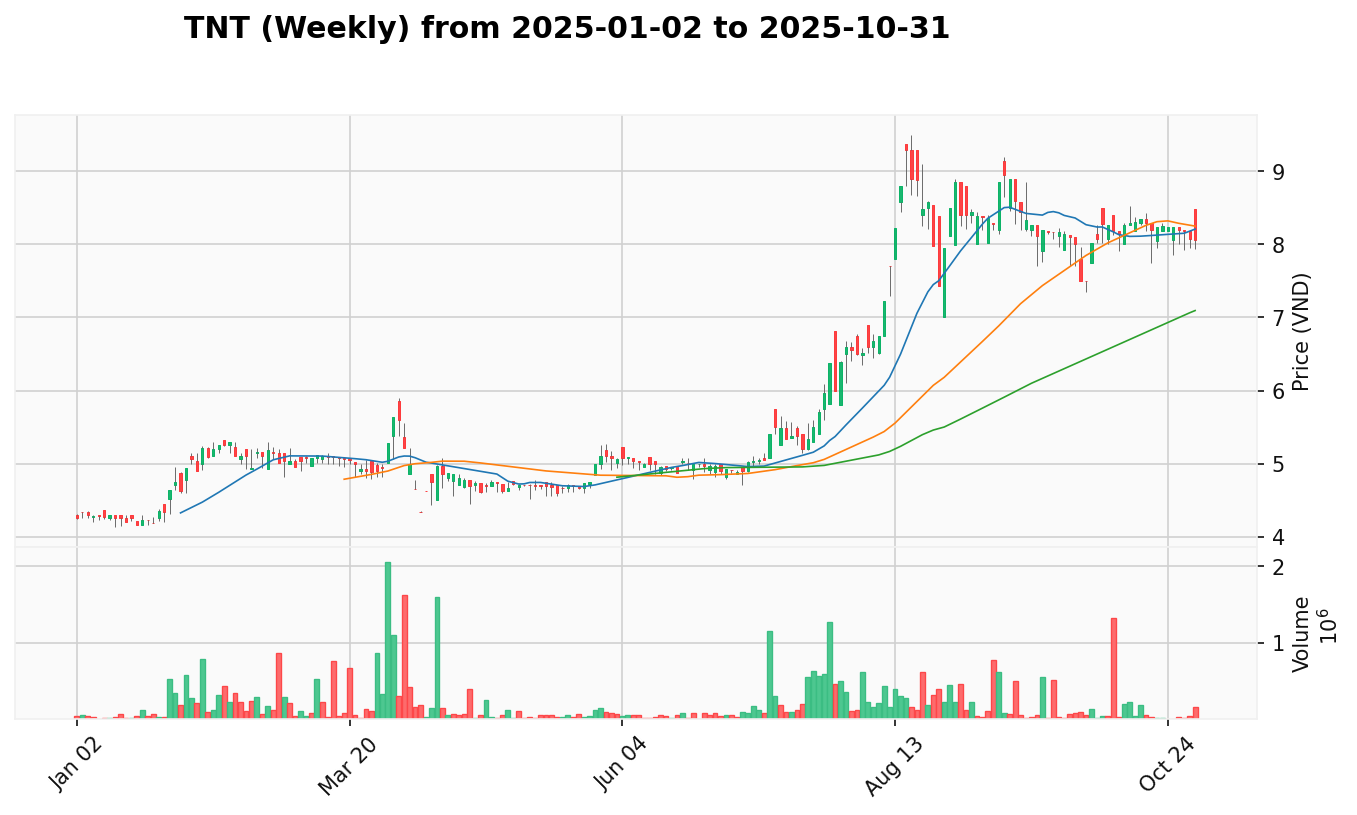 TNT (Weekly) from 2025-01-02 to 2025-10-31
9
8
7
6
5
4
Price (VND)
2
1
Volume
10^6
Jan 02
Mar 20
Jun 04
Aug 13
Oct 24